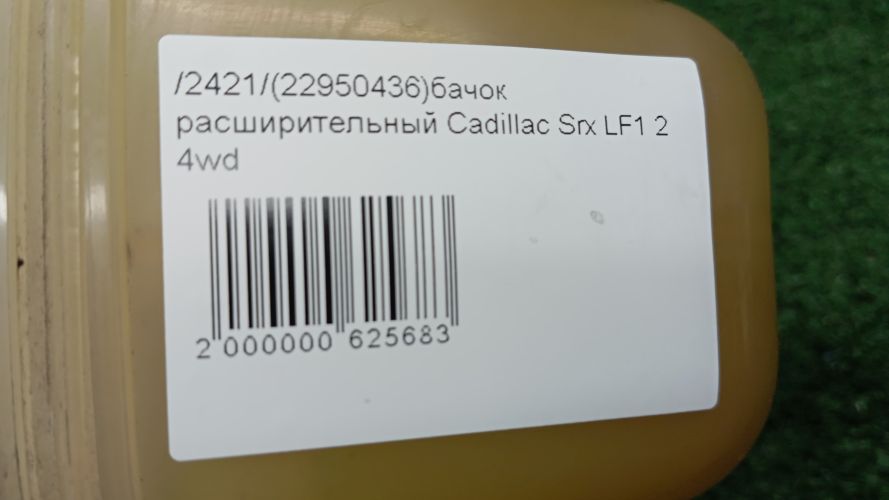 /2421/(22950436)бачок
расширительный Cadillac Srx LF1 2
4wd
2 000000 625683